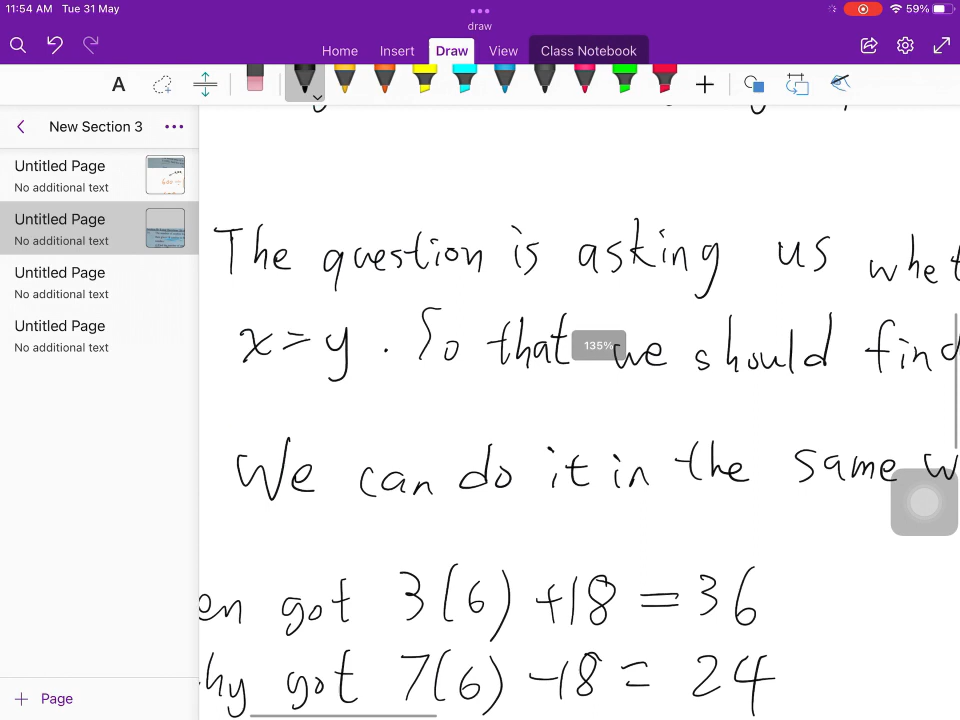 11:54 AM Tue 31 May
59%
draw
Home Insert Draw View Class Notebook
A
New Section 3
Untitled Page
No additional text
Untitled Page
No additional text
Untitled Page
No additional text
Untitled Page
No additional text
Page
The question is asking us whet
x = y . So that we should find
135%
We can do it in the same w
en got 3(6) +18 = 36
hy got 7(6) -18 = 24